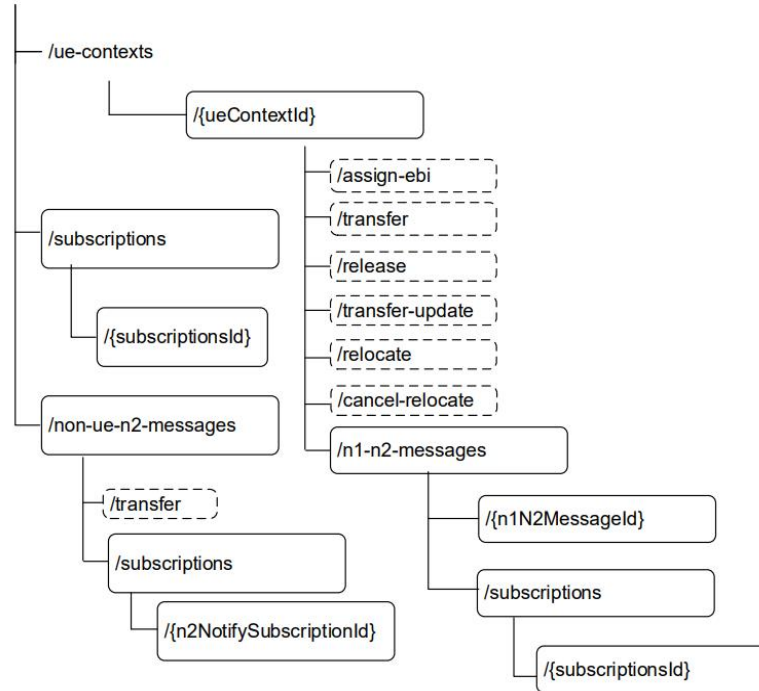 /ue-contexts
/{ueContextId}
/assign-ebi
/transfer
/release
/transfer-update
/relocate
/cancel-relocate
/n1-n2-messages
/{n1N2MessageId}
/subscriptions
/{subscriptionsId}
/subscriptions
/{subscriptionsId}
/non-ue-n2-messages
/transfer
/subscriptions
/{n2NotifySubscriptionId}